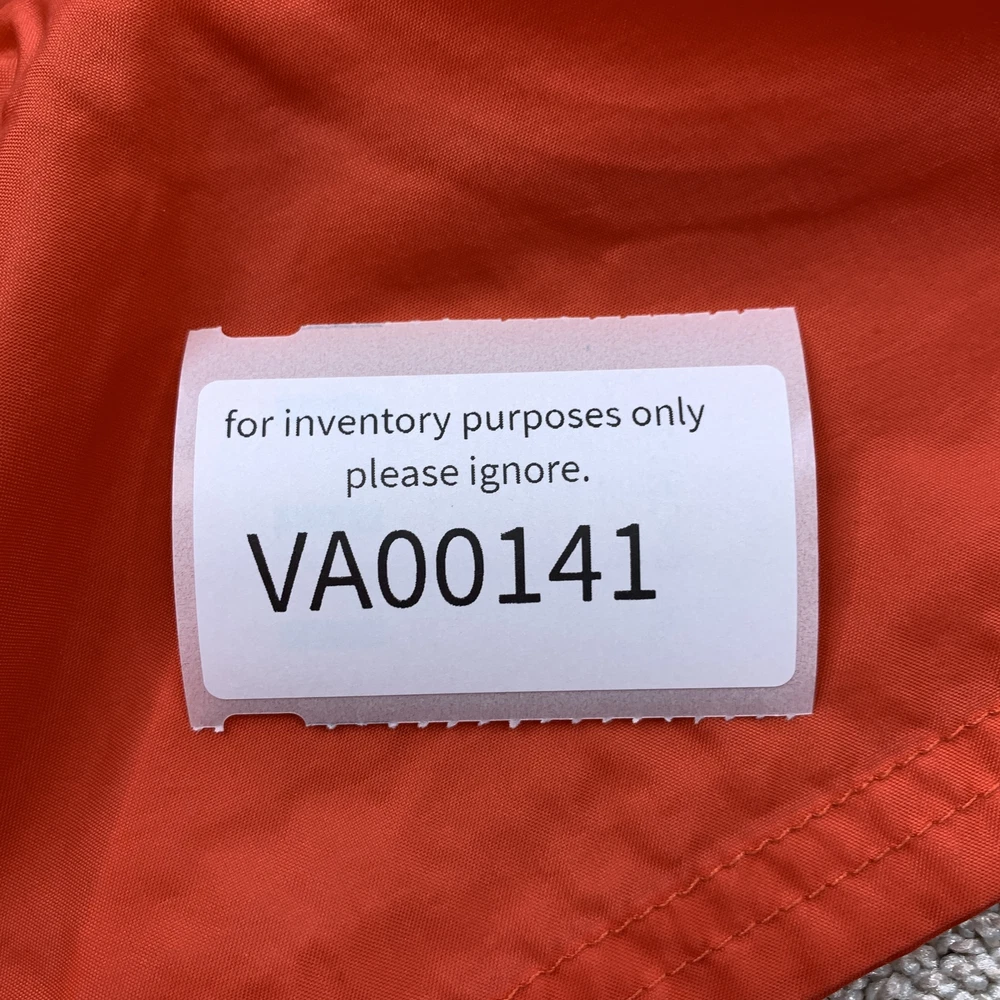 for inventory purposes only
please ignore.
VA00141